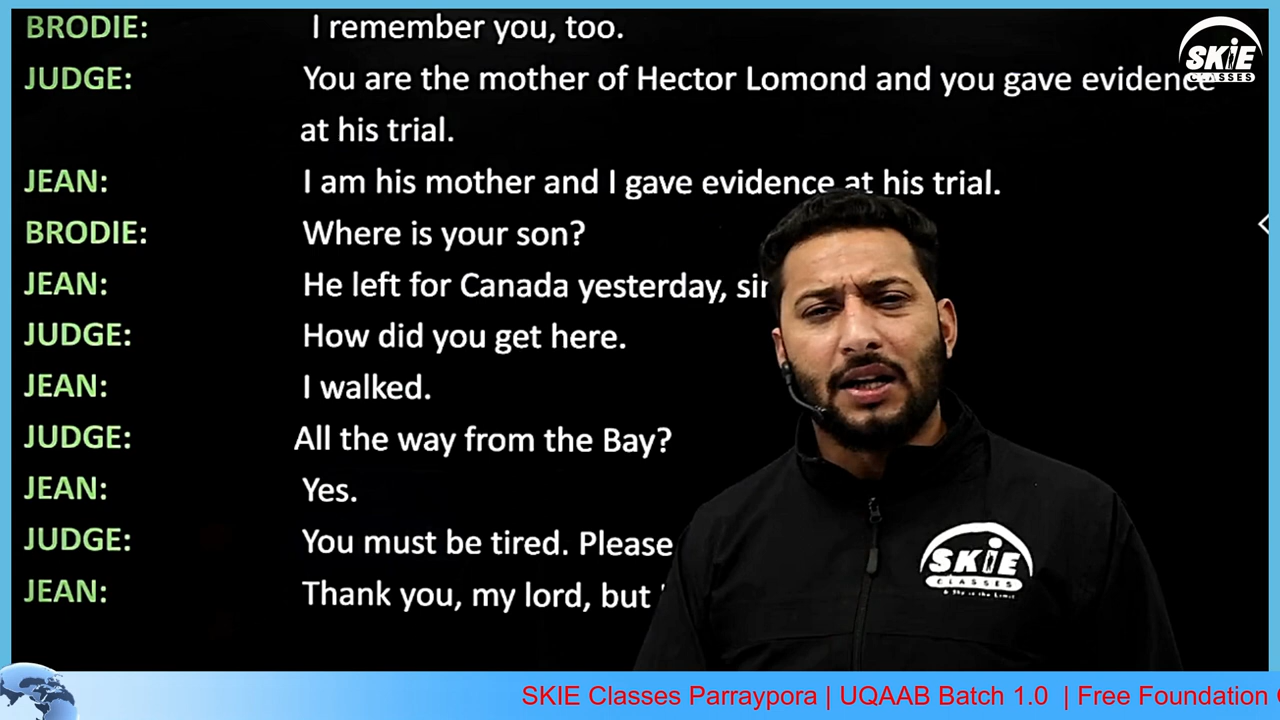 BRODIE: I remember you, too.
SKIE
CLASSES
JUDGE: You are the mother of Hector Lomond and you gave evidence
at his trial.
JEAN: I am his mother and I gave evidence at his trial.
BRODIE: Where is your son?
JEAN: He left for Canada yesterday, sir
JUDGE: How did you get here.
JEAN: I walked.
JUDGE: All the way from the Bay?
JEAN: Yes.
JUDGE: You must be tired. Please
JEAN: Thank you, my lord, but
SKIE
CLASSES
& Sky is the Limit
SKIE Classes Parraypora | UQAAB Batch 1.0 | Free Foundation